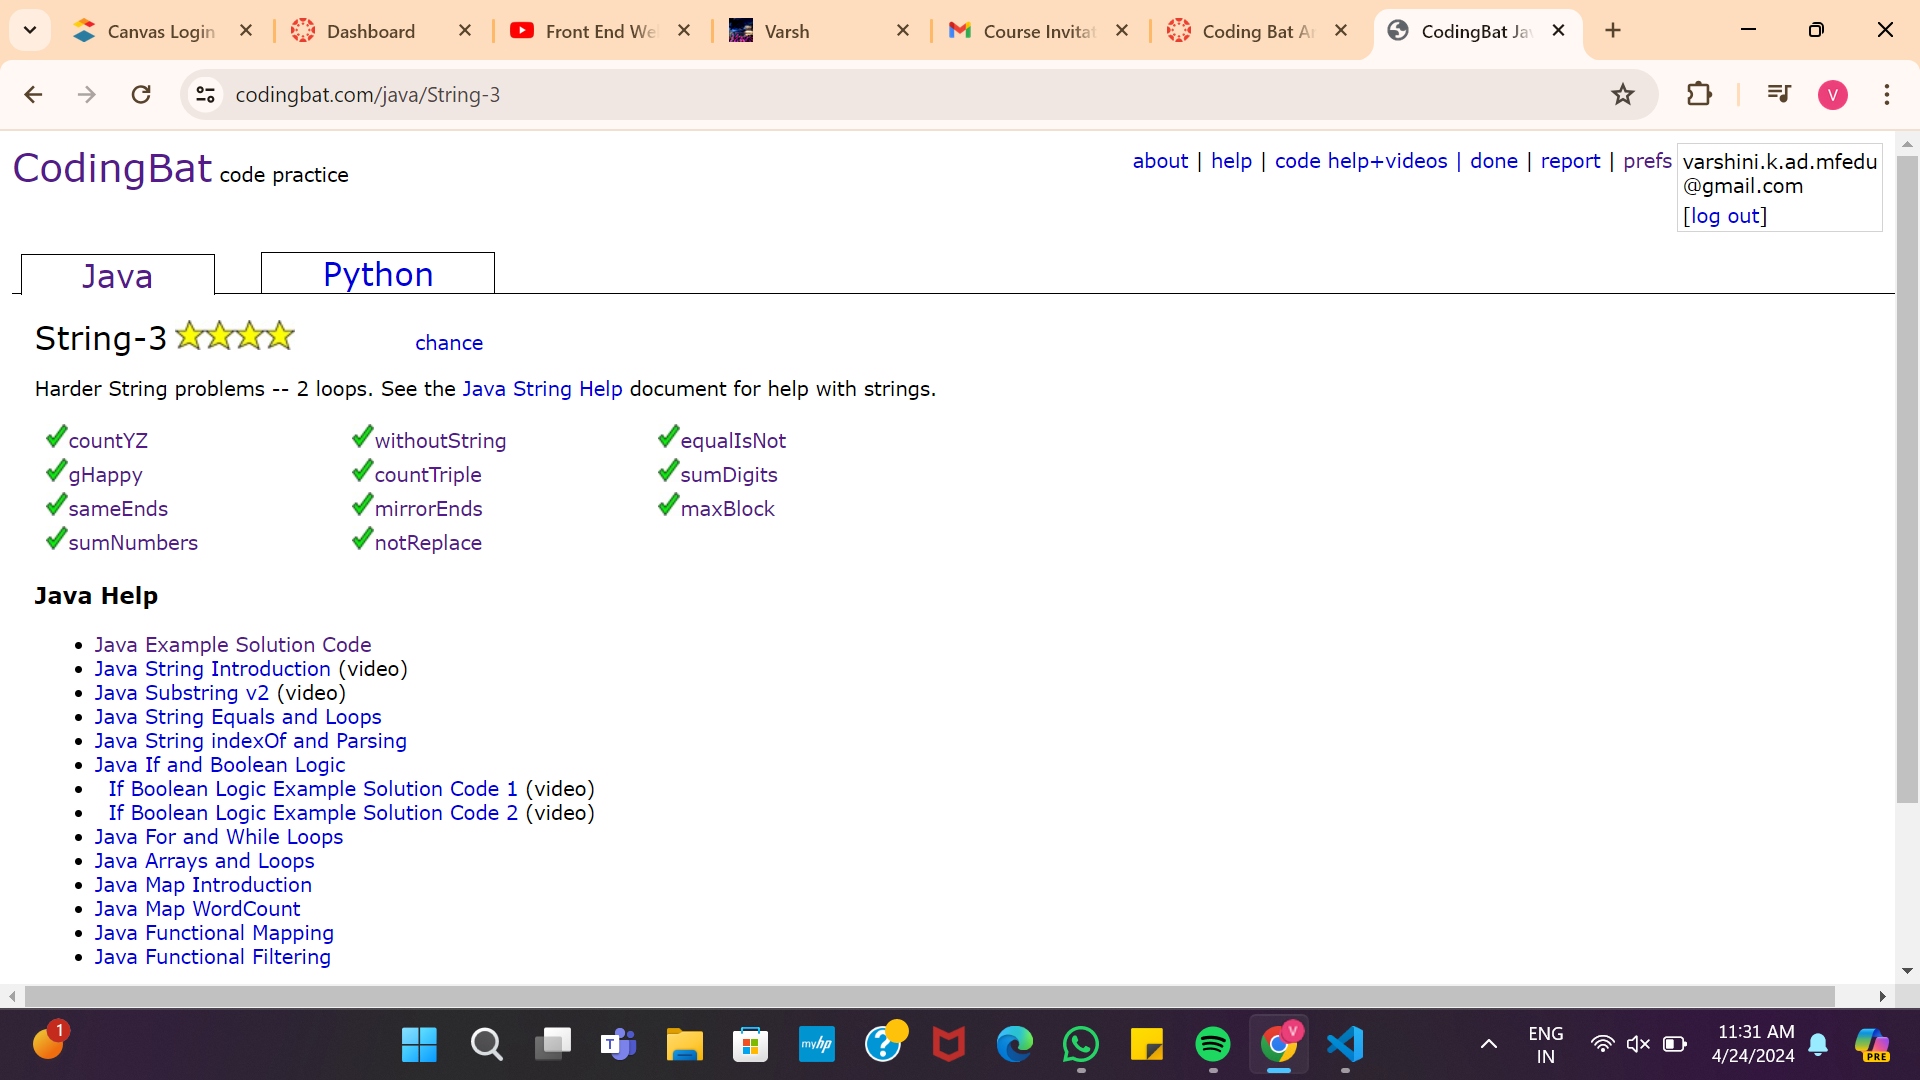 Canvas Login
Dashboard
Front End We
Varsh
Course Invitat
Coding Bat Ar
CodingBat Ja
codingbat.com/java/String-3
V
CodingBat code practice
about | help | code help+videos | done | report | prefs
varshini.k.ad.mfedu
@gmail.com
[log out]
Java
Python
String-3
chance
Harder String problems -- 2 loops. See the Java String Help document for help with strings.
countYZ withoutString equalIsNot
gHappy countTriple sumDigits
sameEnds mirrorEnds maxBlock
sumNumbers notReplace
Java Help
Java Example Solution Code
Java String Introduction (video)
Java Substring v2 (video)
Java String Equals and Loops
Java String indexOf and Parsing
Java If and Boolean Logic
If Boolean Logic Example Solution Code 1 (video)
If Boolean Logic Example Solution Code 2 (video)
Java For and While Loops
Java Arrays and Loops
Java Map Introduction
Java Map WordCount
Java Functional Mapping
Java Functional Filtering
1
T
myhp
?
V
ENG
IN
11:31 AM
4/24/2024
PRE